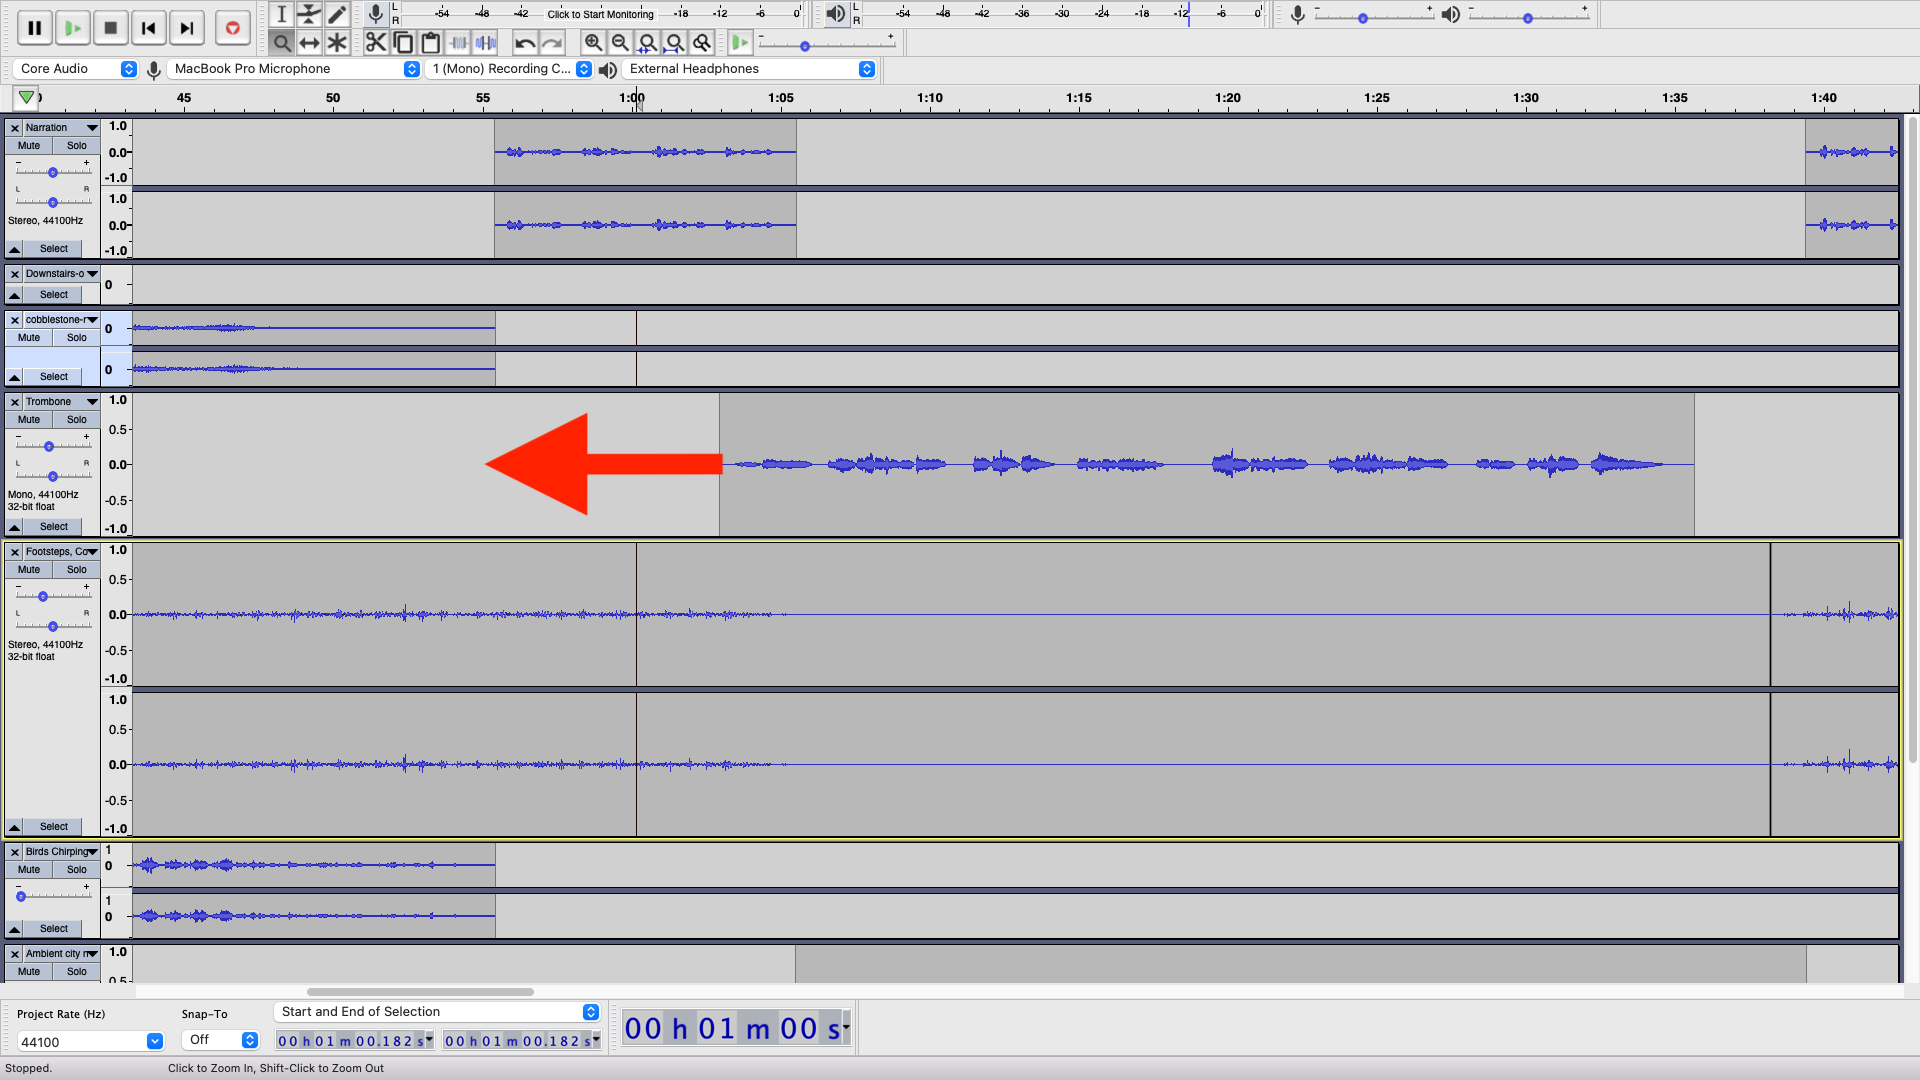 L
R
-54 -48 -42 Click to Start Monitoring -18 -12 -6 0
L
R
-54 -48 -42 -36 -30 -24 -18 -12 -6 0
- +
- +
- +
Core Audio
MacBook Pro Microphone
1 (Mono) Recording C...
External Headphones
45 50 55 1:00 1:05 1:10 1:15 1:20 1:25 1:30 1:35 1:40
Narration
Mute Solo
- +
L R
Stereo, 44100Hz
Select
1.0
0.0
-1.0
1.0
0.0
-1.0
Downstairs-o
Select
0
cobblestone-r
Mute Solo
Select
0
0
Trombone
Mute Solo
- +
L R
Mono, 44100Hz
32-bit float
Select
1.0
0.5
0.0
-0.5
-1.0
Footsteps, Co
Mute Solo
- +
L R
Stereo, 44100Hz
32-bit float
Select
1.0
0.5
0.0
-0.5
-1.0
1.0
0.5
0.0
-0.5
-1.0
Birds Chirping
Mute Solo
- +
Select
1
0
1
0
Ambient city
Mute Solo
1.0
0.5
Project Rate (Hz)
44100
Snap-To
Off
Start and End of Selection
00 h 01 m 00.182 s
00 h 01 m 00.182 s
00 h 01 m 00 s
Stopped.
Click to Zoom In, Shift-Click to Zoom Out